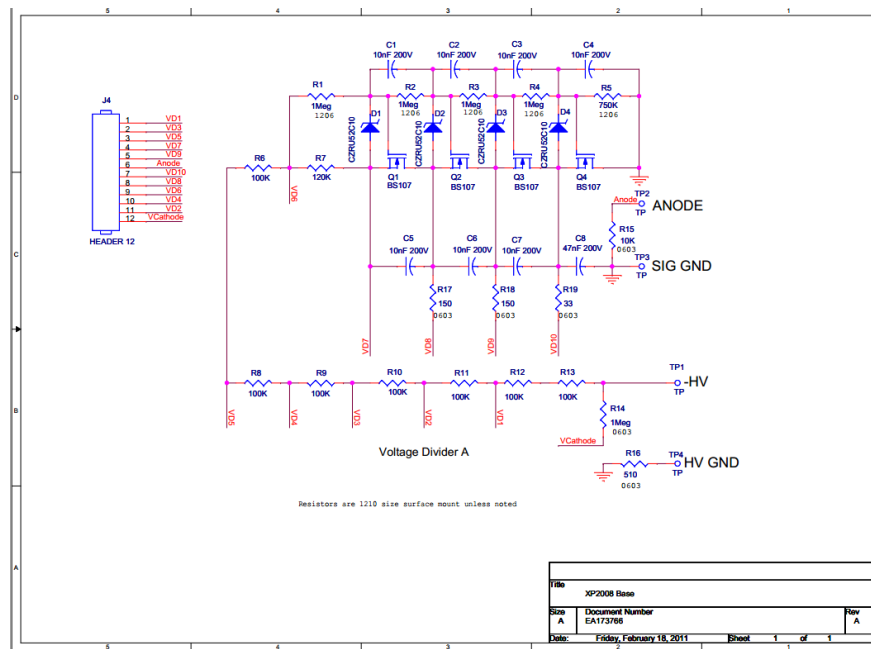 5 4 3 2 1
D
C
B
A
J4
1 VD1
2 VD3
3 VD5
4 VD7
5 VD9
6 Anode
7 VD10
8 VD8
9 VD6
10 VD4
11 VD2
12 VCathode
HEADER 12
C1
10nF 200V
C2
10nF 200V
C3
10nF 200V
C4
10nF 200V
R1
1Meg
1206
R2
1Meg
1206
R3
1Meg
1206
R4
1Meg
1206
R5
750K
1206
D1
CZRU52C10
D2
CZRU52C10
D3
CZRU52C10
D4
CZRU52C10
R6
100K
R7
120K
Q1
BS107
Q2
BS107
Q3
BS107
Q4
BS107
VD6
Anode
TP2
TP
ANODE
R15
10K
0603
TP3
TP
SIG GND
C5
10nF 200V
C6
10nF 200V
C7
10nF 200V
C8
47nF 200V
R17
150
0603
R18
150
0603
R19
33
0603
VD7
VD8
VD9
VD10
R8
100K
R9
100K
R10
100K
R11
100K
R12
100K
R13
100K
TP1
TP
-HV
VD5
VD4
VD3
VD2
VD1
R14
1Meg
0603
VCathode
R16
510
0603
TP4
TP
HV GND
Voltage Divider A
Resistors are 1210 size surface mount unless noted
Title
XP2008 Base
Size
A
Document Number
EA173766
Rev
A
Date: Friday, February 18, 2011 Sheet 1 of 1
5 4 3 2 1